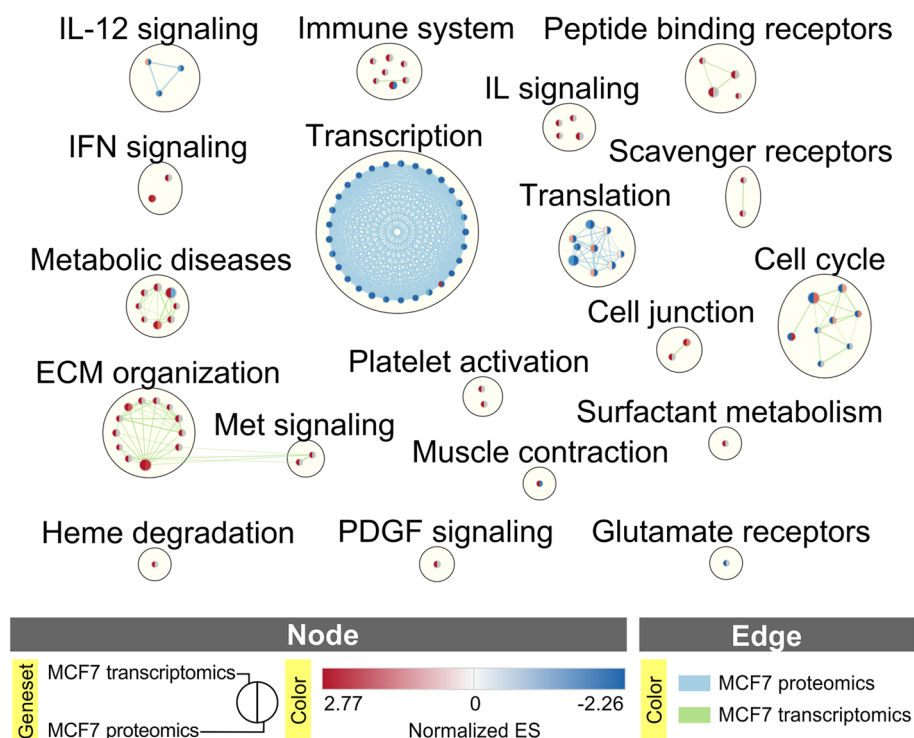 IL-12 signaling
Immune system
Peptide binding receptors
IL signaling
IFN signaling
Transcription
Scavenger receptors
Translation
Metabolic diseases
Cell cycle
Cell junction
ECM organization
Platelet activation
Met signaling
Surfactant metabolism
Muscle contraction
Heme degradation
PDGF signaling
Glutamate receptors
Node
Edge
Geneset
MCF7 transcriptomics
MCF7 proteomics
Color
2.77
0
-2.26
Normalized ES
Color
MCF7 proteomics
MCF7 transcriptomics